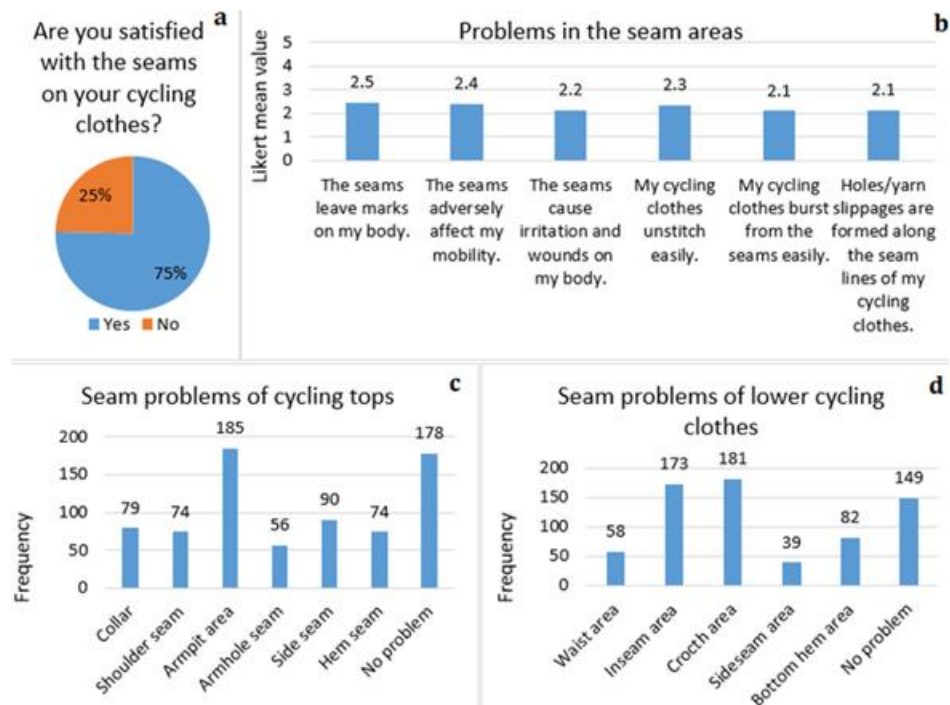 a
Are you satisfied
with the seams
on your cycling
clothes?
25%
75%
Yes No
b
Problems in the seam areas
Likert mean value
5
4
3
2
1
0
2.5
2.4
2.2
2.3
2.1
2.1
The seams
leave marks
on my body.
The seams
adversely
affect my
mobility.
The seams
cause
irritation and
wounds on
my body.
My cycling
clothes
unstitch
easily.
My cycling
clothes burst
from the
seams easily.
Holes/yarn
slippages are
formed along
the seam
lines of my
cycling
clothes.
c
Seam problems of cycling tops
Frequency
200
150
100
50
0
79
74
185
56
90
74
178
Collar
Shoulder seam
Armpit area
Armhole seam
Side seam
Hem seam
No problem
d
Seam problems of lower cycling
clothes
Frequency
200
150
100
50
0
58
173
181
39
82
149
Waist area
Inseam area
Crocth area
Sideseam area
Bottom hem area
No problem